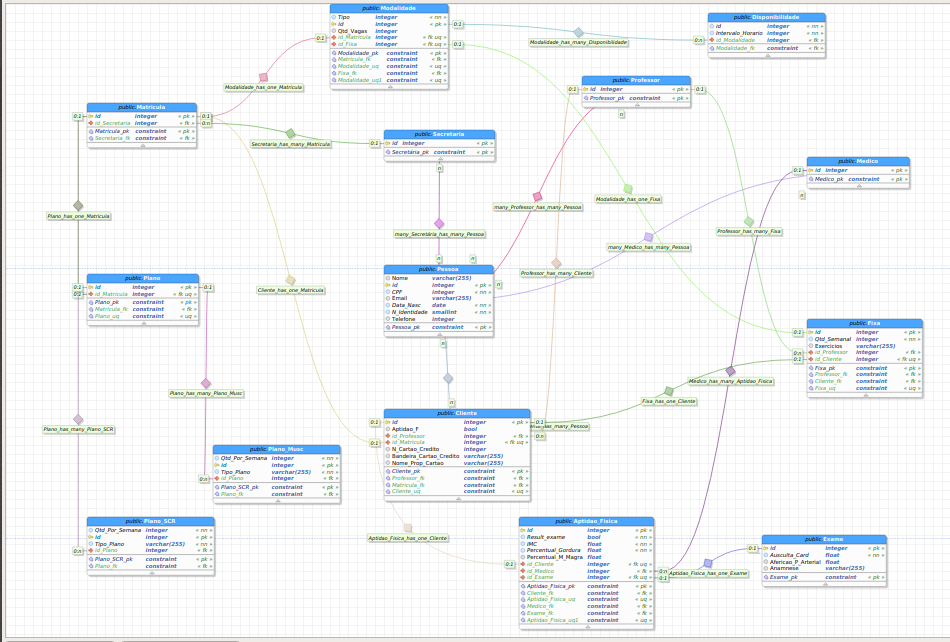 public.Modalidade
Tipo integer « nn »
id integer « pk »
Qtd_Vagas integer
id_Matricula integer « fk uq »
id_Fixa integer « fk uq »
Modalidade_pk constraint « pk »
Matricula_fk constraint « fk »
Modalidade_uq constraint « uq »
Fixa_fk constraint « fk »
Modalidade_uq1 constraint « uq »
public.Disponibilidade
id integer « pk »
Intervalo_Horario integer « nn »
id_Modalidade integer « fk »
Modalidade_fk constraint « fk »
Modalidade_has_many_Disponibilidade
public.Professor
id integer « pk »
Professor_pk constraint « pk »
Modalidade_has_one_Matricula
public.Matricula
id integer « pk »
id_Secretaria integer « fk »
Matricula_pk constraint « pk »
Secretaria_fk constraint « fk »
Secretaria_has_many_Matricula
public.Secretaria
id integer « pk »
Secretária_pk constraint « pk »
public.Medico
id integer « pk »
Medico_pk constraint « pk »
Plano_has_one_Matricula
many_Professor_has_many_Pessoa
Modalidade_has_one_Fixa
many_Secretária_has_many_Pessoa
many_Medico_has_many_Pessoa
Professor_has_many_Fixa
public.Plano
id integer « pk »
id_Matricula integer « fk uq »
Plano_pk constraint « pk »
Matricula_fk constraint « fk »
Plano_uq constraint « uq »
Cliente_has_one_Matricula
public.Pessoa
Nome varchar(255)
id integer « pk »
CPF integer « nn »
Email varchar(255)
Data_Nasc date « nn »
N_Identidade smallint « nn »
Telefone integer
Pessoa_pk constraint « pk »
Professor_has_many_Cliente
public.Fixa
id integer « pk »
Qtd_Semanal integer « nn »
Exercicios varchar(255)
id_Professor integer « fk »
id_Cliente integer « fk uq »
Fixa_pk constraint « pk »
Professor_fk constraint « fk »
Cliente_fk constraint « fk »
Fixa_uq constraint « uq »
Plano_has_many_Plano_Musc
Medico_has_many_Aptidao_Fisica
Fixa_has_one_Cliente
Plano_has_many_Plano_SCR
public.Cliente
id integer « pk »
Aptidao_F bool
id_Professor integer « fk »
id_Matricula integer « fk uq »
N_Cartao_Credito integer
Bandeira_Cartao_Credito varchar(255)
Nome_Prop_Cartao varchar(255)
Cliente_pk constraint « pk »
Professor_fk constraint « fk »
Matricula_fk constraint « fk »
Cliente_uq constraint « uq »
many_Pessoa
public.Plano_Musc
Qtd_Por_Semana integer « nn »
id integer « pk »
Tipo_Plano varchar(255) « nn »
id_Plano integer « fk »
Plano_SCR_pk constraint « pk »
Plano_fk constraint « fk »
public.Plano_SCR
Qtd_Por_Semana integer « nn »
id integer « pk »
Tipo_Plano varchar(255) « nn »
id_Plano integer « fk »
Plano_SCR_pk constraint « pk »
Plano_fk constraint « fk »
Aptidao_Fisica_has_one_Cliente
public.Aptidao_Fisica
id integer « pk »
Result_exame bool « nn »
IMC float « nn »
Percentual_Gordura float « nn »
Percentual_M_Magra float « nn »
id_Cliente integer « fk uq »
id_Medico integer « fk »
id_Exame integer « fk uq »
Aptidao_Fisica_pk constraint « pk »
Cliente_fk constraint « fk »
Aptidao_Fisica_uq constraint « uq »
Medico_fk constraint « fk »
Exame_fk constraint « fk »
Aptidao_Fisica_uq1 constraint « uq »
Aptidao_Fisica_has_one_Exame
public.Exame
id integer « pk »
Ausculta_Card float « nn »
Afericao_P_Arterial float « nn »
Anamnese varchar(255) « nn »
Exame_pk constraint « pk »